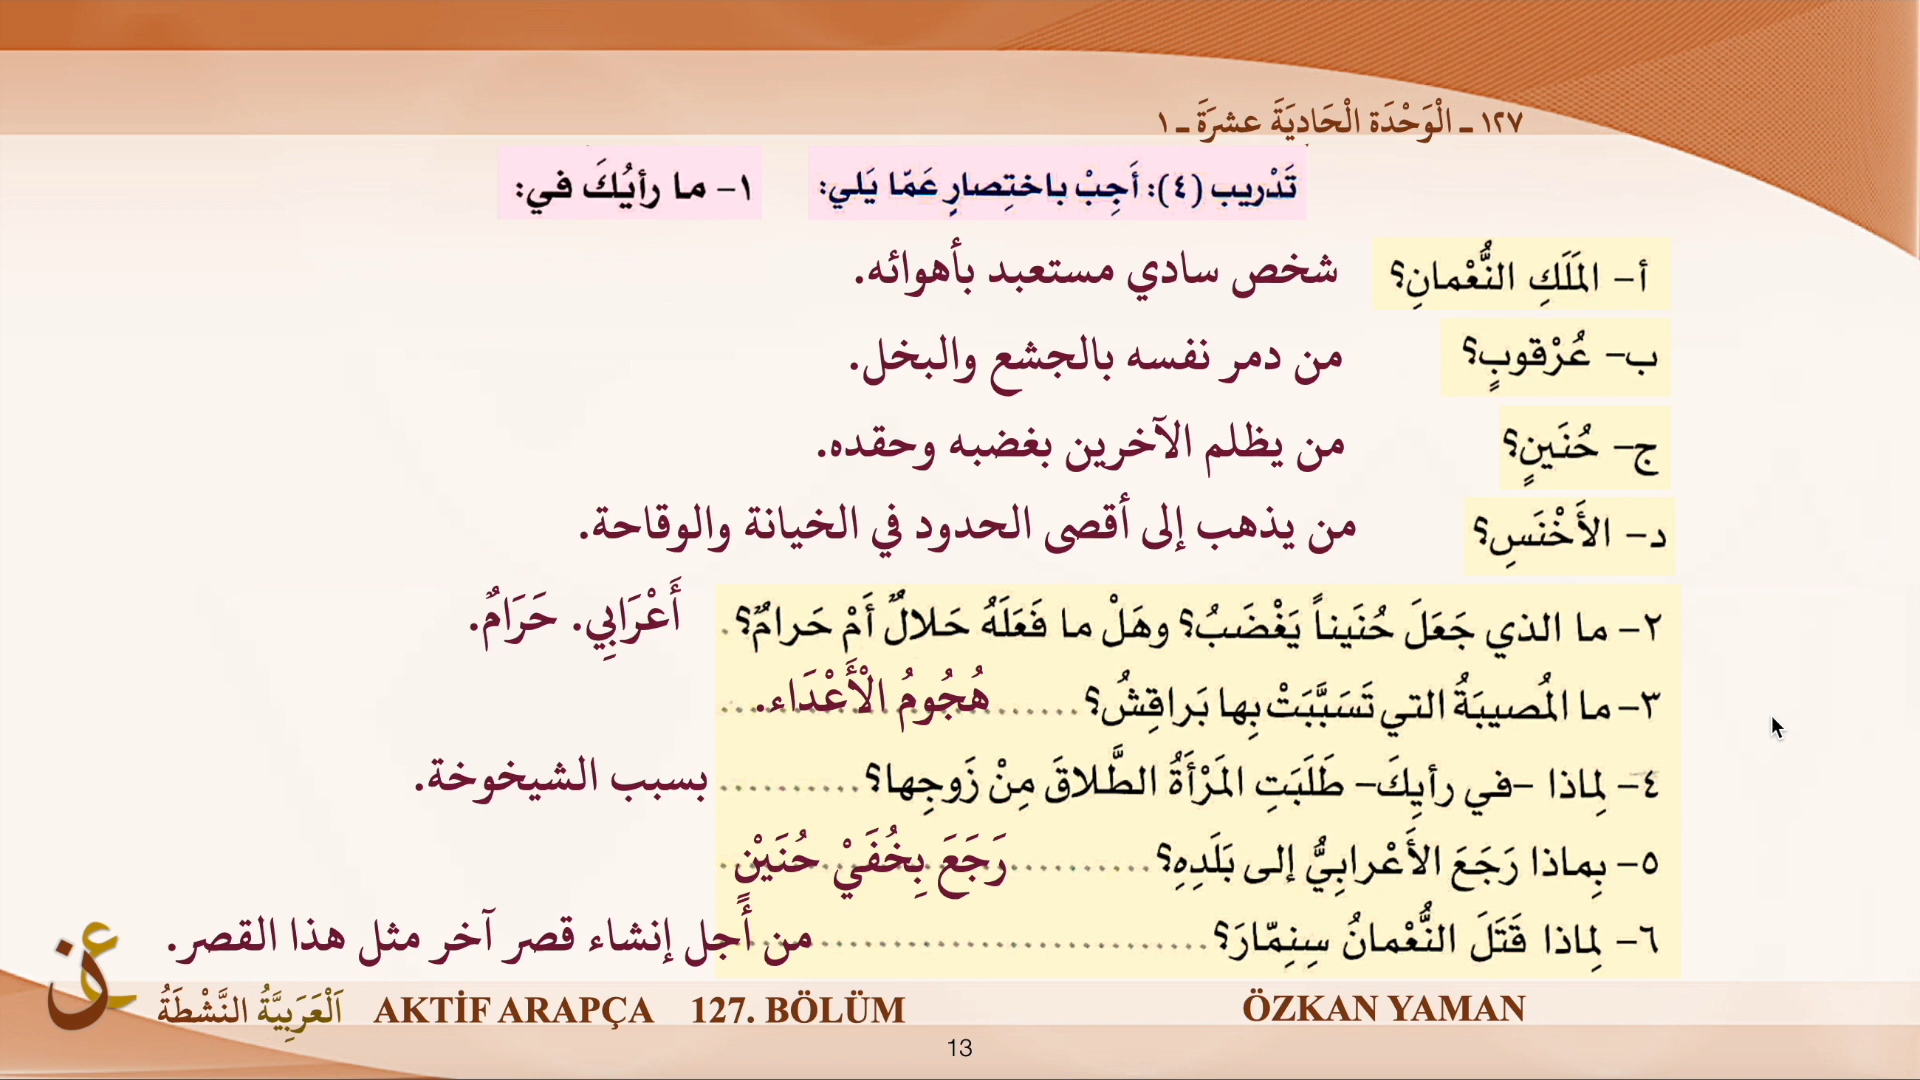 ١٢٧ ـ الْوَحْدَة الْحَادِيَةَ عشرَةَ ـ ١
تَدْريب (٤): أَجِبْ باختِصارٍ عَمّا يَلي: ١– ما رأيُكَ في:
أ– المَلَكِ النُّعْمانِ؟ شخص سادي مستعبد بأهوائه.
ب– عُرْقوبٍ؟ من دمر نفسه بالجشع والبخل.
ج– حُنَينٍ؟ من يظلم الآخرين بغضبه وحقده.
د– الأَخْنَسِ؟ من يذهب إلى أقصى الحدود في الخيانة والوقاحة.
٢– ما الذي جَعَلَ حُنَيناً يَغْضَبُ؟ وهَلْ ما فَعَلَهُ حَلالٌ أَمْ حَرامٌ؟. أَعْرَابِي. حَرَامٌ.
٣– ما المُصيبَةُ التي تَسَبَّبَتْ بِها بَراقِشُ؟ هُجُومُ الْأَعْدَاء.
٤– لِماذا –في رأيِكَ– طَلَبَتِ المَرْأَةُ الطَّلاقَ مِنْ زَوجِها؟ بسبب الشيخوخة.
٥– بِماذا رَجَعَ الأَعْرابِيُّ إلى بَلَدِهِ؟ رَجَعَ بِخُفَيْ حُنَيْنٍ
٦– لِماذا قَتَلَ النُّعْمانُ سِنِمّارَ؟ من أَجل إنشاء قصر آخر مثل هذا القصر.
اَلْعَرَبِيَّةُ النَّشْطَةُ AKTİF ARAPÇA 127. BÖLÜM ÖZKAN YAMAN
13